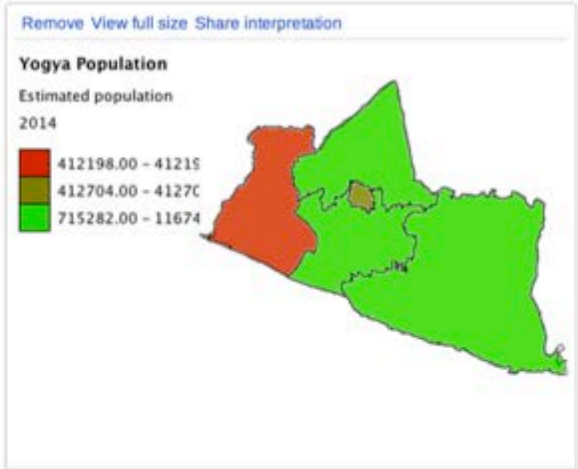 Remove View full size Share interpretation
Yogya Population
Estimated population
2014
412198.00 - 41219
412704.00 - 41270
715282.00 - 11674